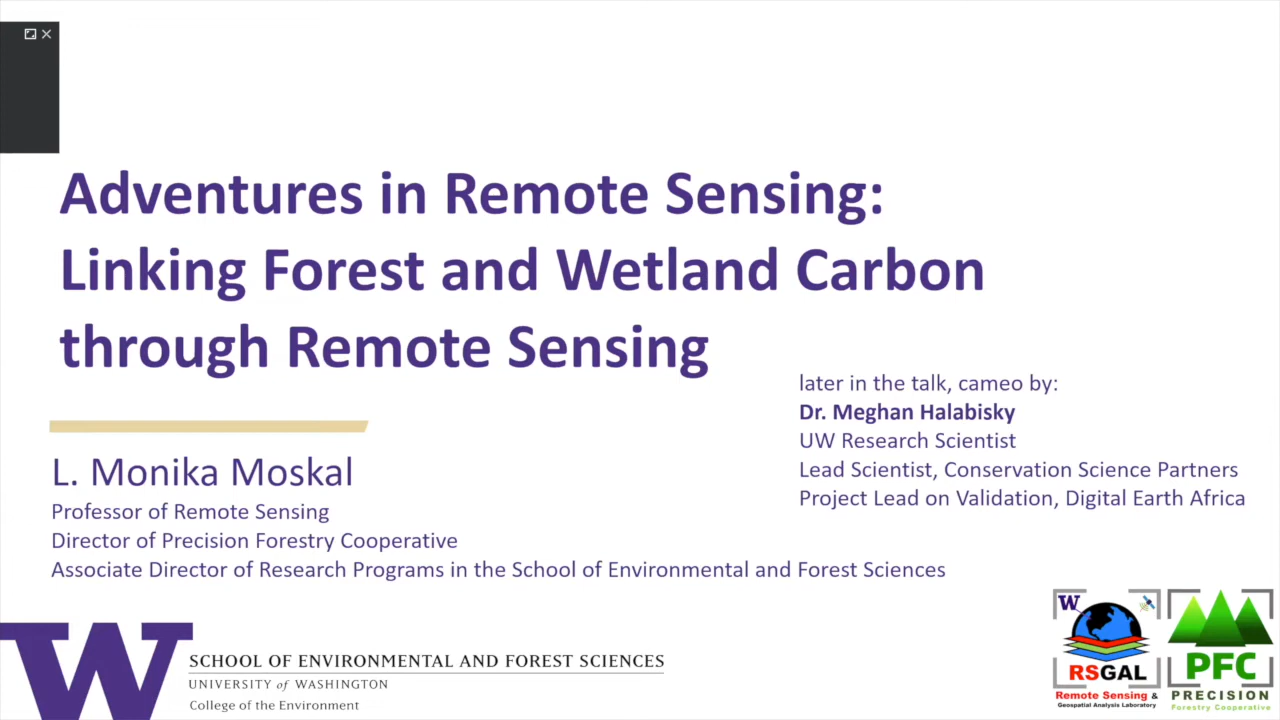 Adventures in Remote Sensing:
Linking Forest and Wetland Carbon
through Remote Sensing
later in the talk, cameo by:
Dr. Meghan Halabisky
UW Research Scientist
Lead Scientist, Conservation Science Partners
Project Lead on Validation, Digital Earth Africa
L. Monika Moskal
Professor of Remote Sensing
Director of Precision Forestry Cooperative
Associate Director of Research Programs in the School of Environmental and Forest Sciences
W
SCHOOL OF ENVIRONMENTAL AND FOREST SCIENCES
UNIVERSITY of WASHINGTON
College of the Environment
W
RSGAL
Remote Sensing &
Geospatial Analysis Laboratory
PFC
PRECISION
Forestry Cooperative